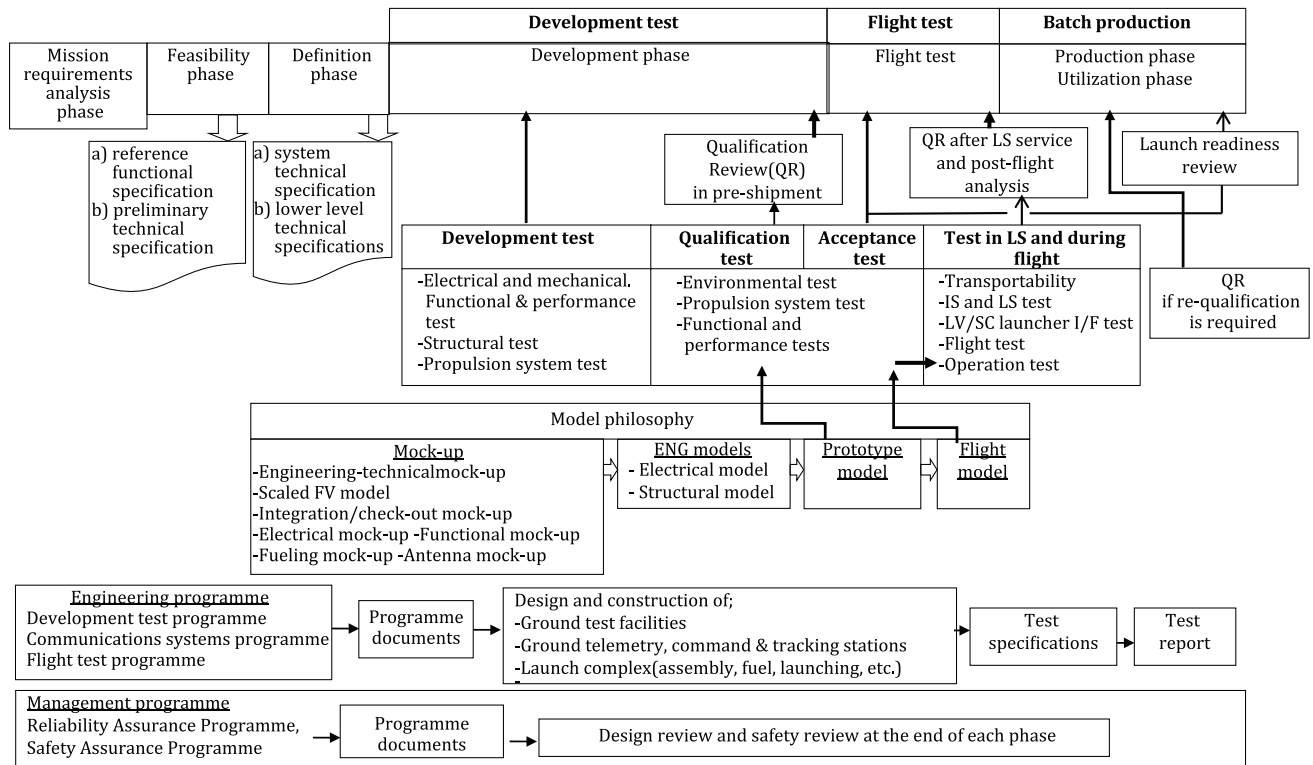 Development test
Flight test
Batch production
Mission
requirements
analysis
phase
Feasibility
phase
Definition
phase
Development phase
Flight test
Production phase
Utilization phase
a) reference
functional
specification
b) preliminary
technical
specification
a) system
technical
specification
b) lower level
technical
specifications
Qualification
Review(QR)
in pre-shipment
QR after LS service
and post-flight
analysis
Launch readiness
review
Development test
-Electrical and mechanical.
Functional & performance
test
-Structural test
-Propulsion system test
Qualification
test
Acceptance
test
-Environmental test
-Propulsion system test
-Functional and
performance tests
Test in LS and during
flight
-Transportability
-IS and LS test
-LV/SC launcher I/F test
-Flight test
-Operation test
QR
if re-qualification
is required
Model philosophy
Mock-up
-Engineering-technicalmock-up
-Scaled FV model
-Integration/check-out mock-up
-Electrical mock-up -Functional mock-up
-Fueling mock-up -Antenna mock-up
ENG models
- Electrical model
- Structural model
Prototype
model
Flight
model
Engineering programme
Development test programme
Communications systems programme
Flight test programme
Programme
documents
Design and construction of;
-Ground test facilities
-Ground telemetry, command & tracking stations
-Launch complex(assembly, fuel, launching, etc.)
-
Test
specifications
Test
report
Management programme
Reliability Assurance Programme,
Safety Assurance Programme
Programme
documents
Design review and safety review at the end of each phase